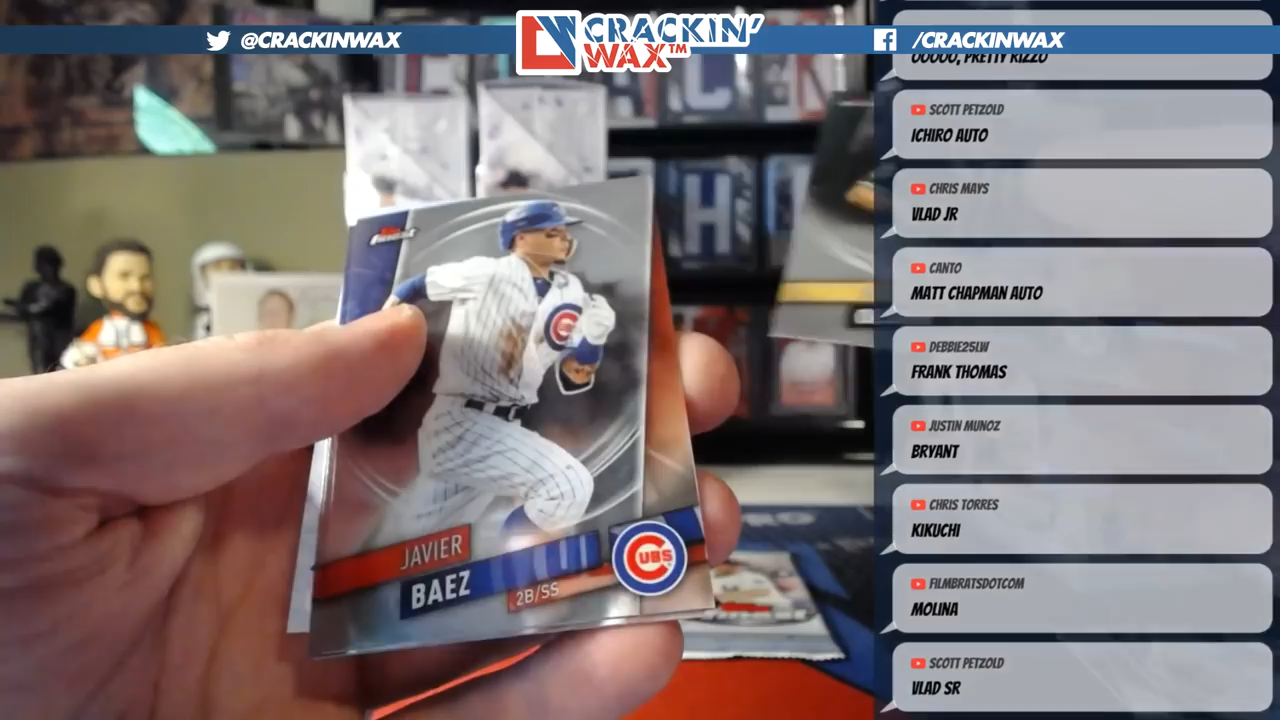 @CRACKINWAX
CRACKIN'
WAX™
/CRACKINWAX
OOOOO, PRETTY RIZZO
SCOTT PETZOLD
ICHIRO AUTO
CHRIS MAYS
VLAD JR
CANTO
MATT CHAPMAN AUTO
DEBBIE25LW
FRANK THOMAS
JUSTIN MUNOZ
BRYANT
CHRIS TORRES
KIKUCHI
FILMBRATSDOTCOM
MOLINA
SCOTT PETZOLD
VLAD SR
JAVIER
BAEZ
2B/SS
CUBS